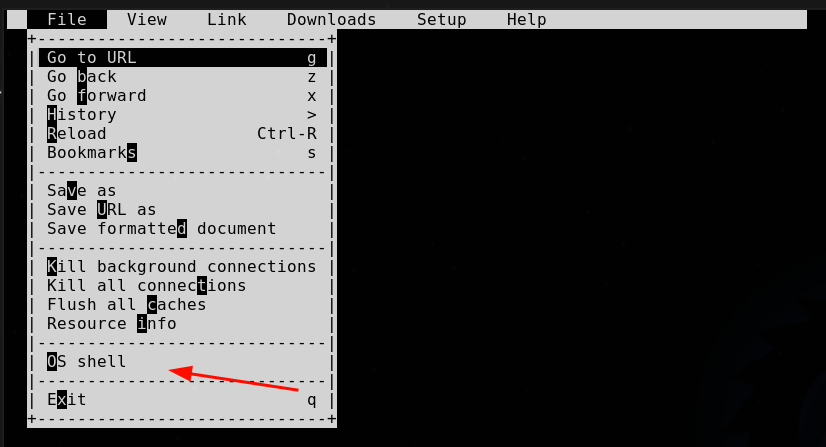 File View Link Downloads Setup Help
Go to URL g
Go back z
Go forward x
History >
Reload Ctrl-R
Bookmarks s
Save as
Save URL as
Save formatted document
Kill background connections
Kill all connections
Flush all caches
Resource info
OS shell
Exit q